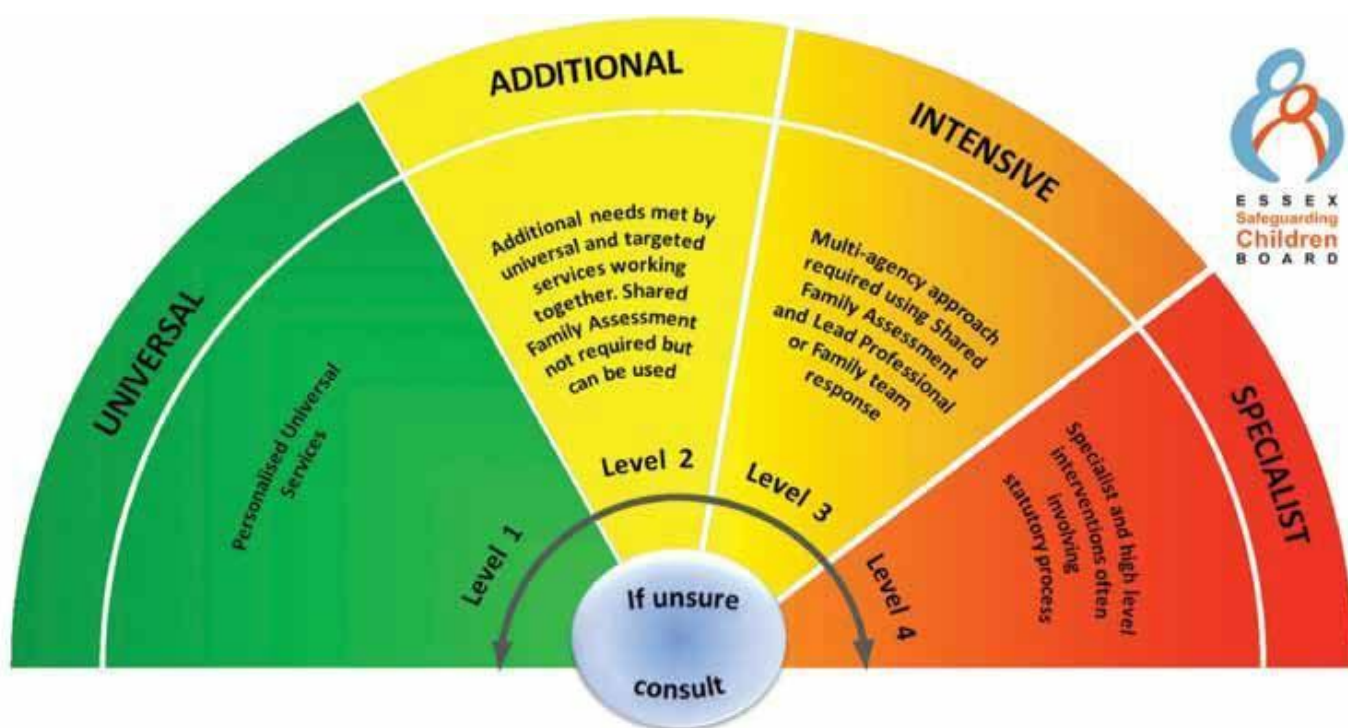 UNIVERSAL
Personalised Universal
Services
Level 1
ADDITIONAL
Additional needs met by
universal and targeted
services working
together. Shared
Family Assessment
not required but
can be used
Level 2
INTENSIVE
Multi-agency approach
required using Shared
Family Assessment
and Lead Professional
or Family team
response
Level 3
SPECIALIST
Specialist and high level
interventions often
involving
statutory process
Level 4
If unsure
consult
ESSEX
Safeguarding
Children
BOARD